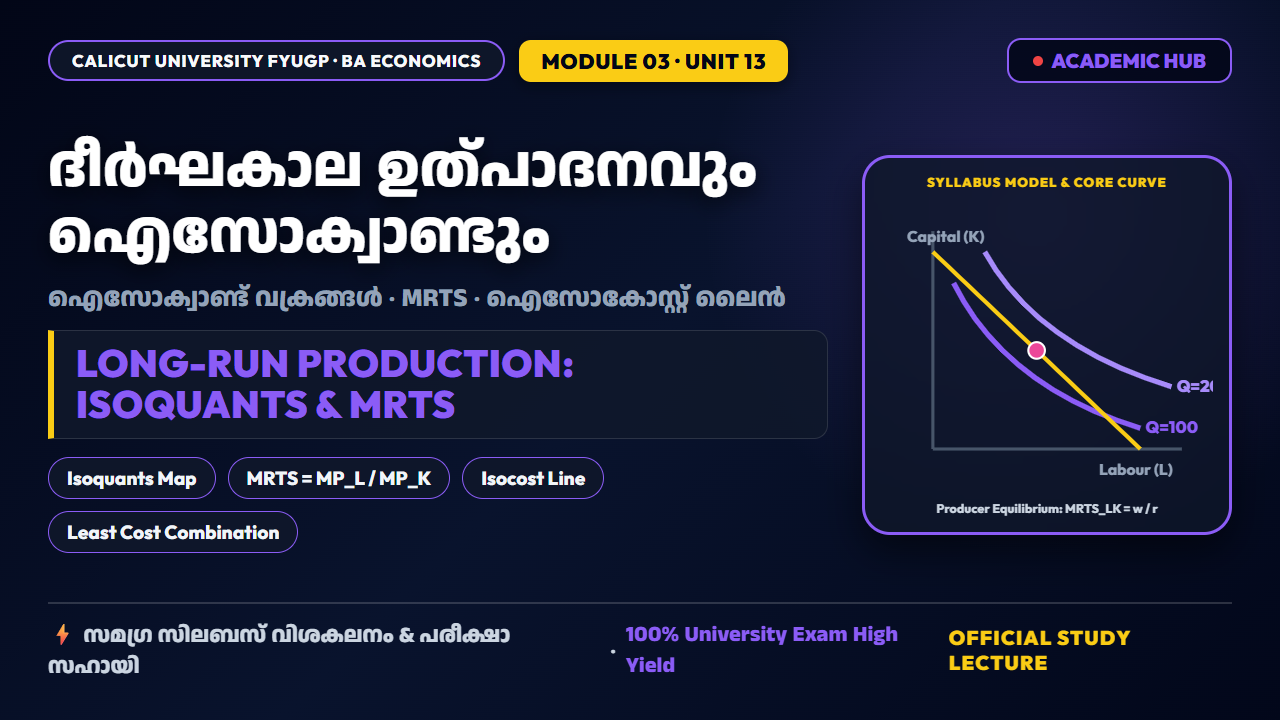 CALICUT UNIVERSITY FYUGP · BA ECONOMICS
MODULE 03 · UNIT 13
ACADEMIC HUB
ദീർഘകാല ഉത്പാദനവും
ഐസോക്വാണ്ടും
ഐസോക്വാണ്ട് വക്രങ്ങൾ · MRTS · ഐസോകോസ്റ്റ് ലൈൻ
LONG-RUN PRODUCTION:
ISOQUANTS & MRTS
Isoquants Map
MRTS = MP_L / MP_K
Isocost Line
Least Cost Combination
SYLLABUS MODEL & CORE CURVE
Capital (K)
Q=20
Q=100
Labour (L)
Producer Equilibrium: MRTS_LK = w / r
⚡ സമഗ്ര സിലബസ് വിശകലനം & പരീക്ഷാ
സഹായി
· 100% University Exam High
Yield
OFFICIAL STUDY
LECTURE